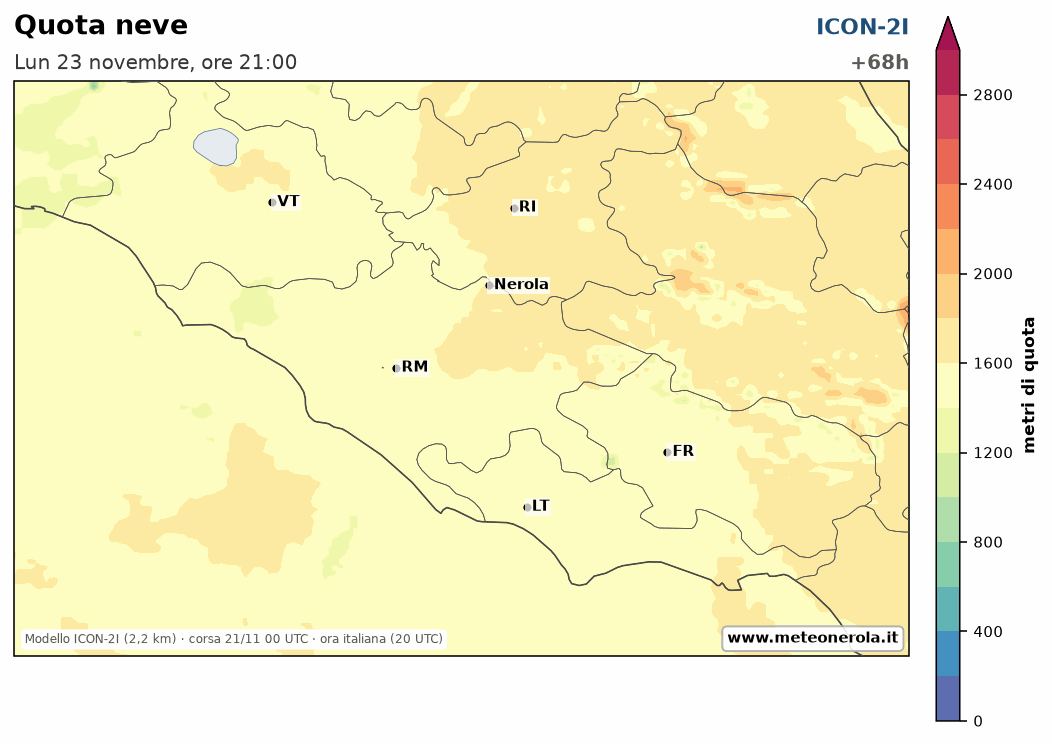 Quota neve
ICON-2I
Lun 23 novembre, ore 21:00
+68h
VT
RI
Nerola
RM
FR
LT
2800
2400
2000
1600
1200
800
400
0
metri di quota
Modello ICON-2I (2,2 km) · corsa 21/11 00 UTC · ora italiana (20 UTC)
www.meteonerola.it